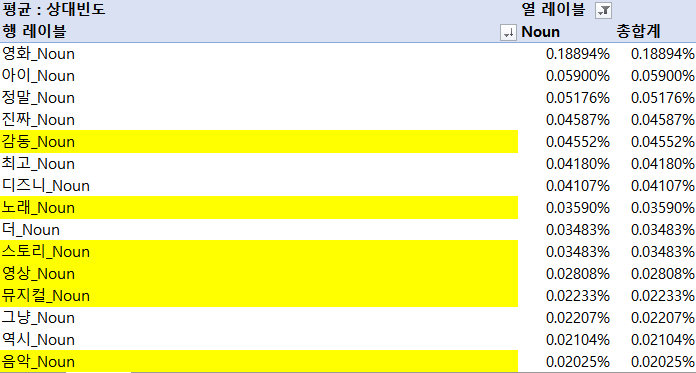 평균 : 상대빈도 열 레이블
행 레이블 Noun 총합계
영화_Noun 0.18894% 0.18894%
아이_Noun 0.05900% 0.05900%
정말_Noun 0.05176% 0.05176%
진짜_Noun 0.04587% 0.04587%
감동_Noun 0.04552% 0.04552%
최고_Noun 0.04180% 0.04180%
디즈니_Noun 0.04107% 0.04107%
노래_Noun 0.03590% 0.03590%
더_Noun 0.03483% 0.03483%
스토리_Noun 0.03483% 0.03483%
영상_Noun 0.02808% 0.02808%
뮤지컬_Noun 0.02233% 0.02233%
그냥_Noun 0.02207% 0.02207%
역시_Noun 0.02104% 0.02104%
음악_Noun 0.02025% 0.02025%